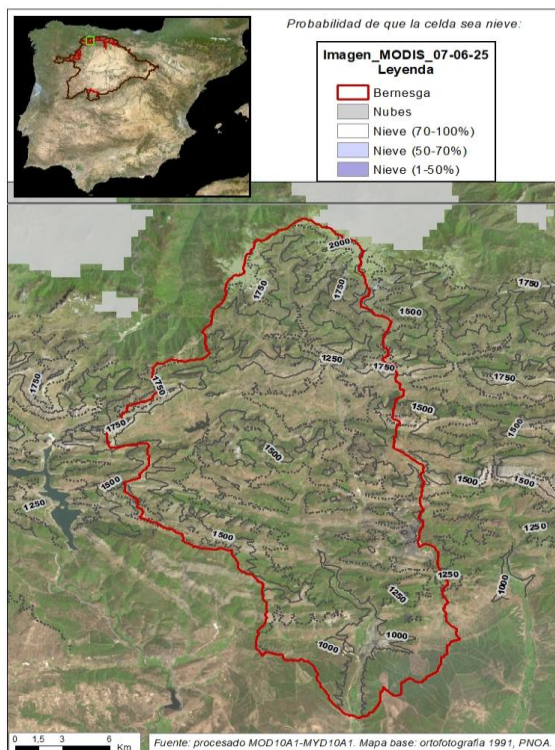 Probabilidad de que la celda sea nieve:
Imagen_MODIS_07-06-25
Leyenda
Bernesga
Nubes
Nieve (70-100%)
Nieve (50-70%)
Nieve (1-50%)
2000
1750
1750
1500
1750
1250
1750
1750
1750
1750
1750
1500
1500
1500
1500
1500
1250
1500
1250
1250
1000
1250
1000
1000
0 1,5 3 6
Km
Fuente: procesado MOD10A1-MYD10A1. Mapa base: ortofotografía 1991, PNOA.